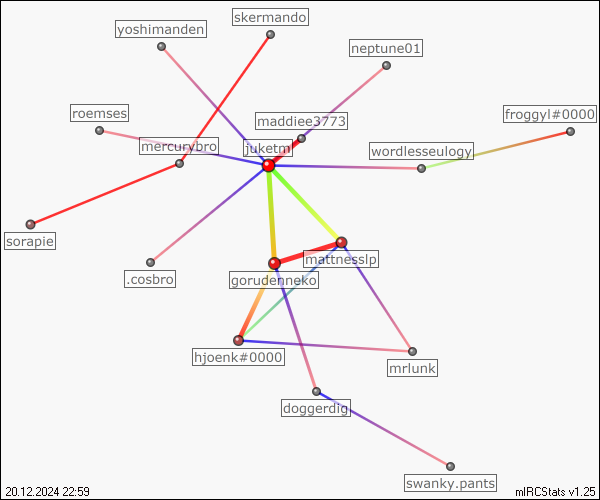 skermando
yoshimanden
neptune01
roemses
maddiee3773
froggyl#0000
mercurybro
juketm
wordlesseulogy
sorapie
.cosbro
mattnesslp
gorudenneko
hjoenk#0000
mrlunk
doggerdig
swanky.pants
20.12.2024 22:59
mIRCStats v1.25